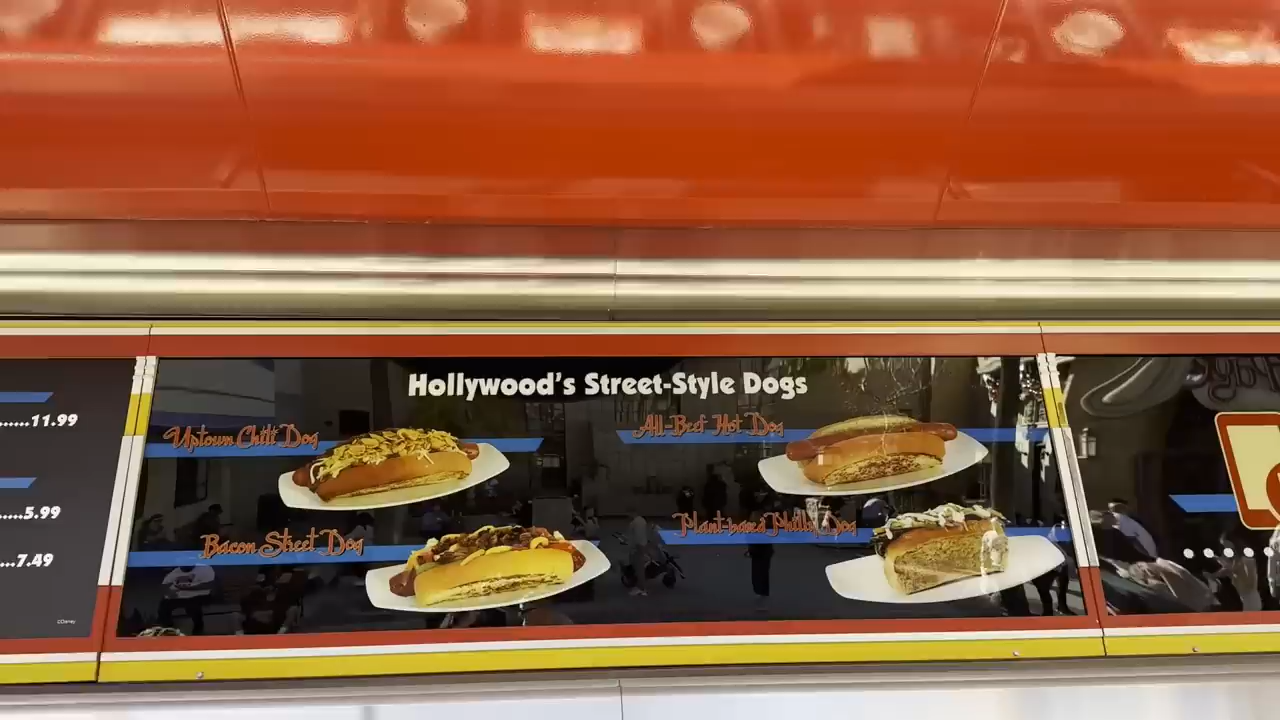 Hollywood's Street-Style Dogs
Uptown Chili Dog
All-Beef Hot Dog
Bacon Street Dog
Plant-based Philly Dog
......11.99
.....5.99
...7.49
©Disney